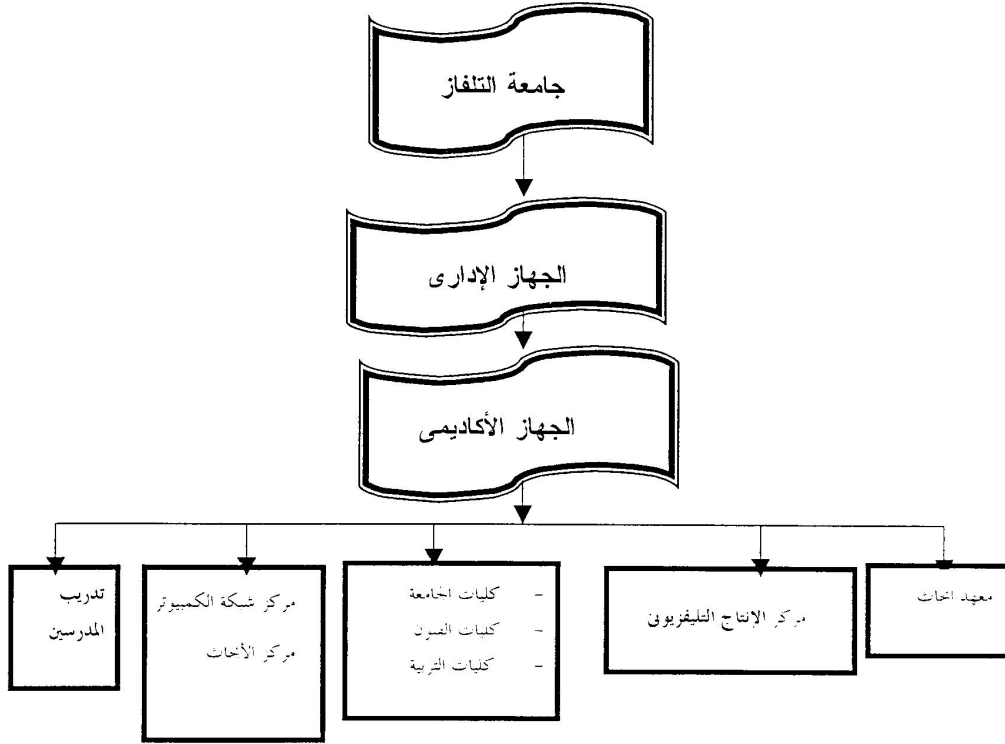 جامعة التلفاز
الجهاز الإدارى
الجهاز الأكاديمى
معهد ابحاث
مركز الإنتاج التليفزيونى
- كليات الجامعة
- كليات الفنون
- كليات التربية
مركز شبكة الكمبيوتر
مركز الأبحاث
تدريب
المدرسين